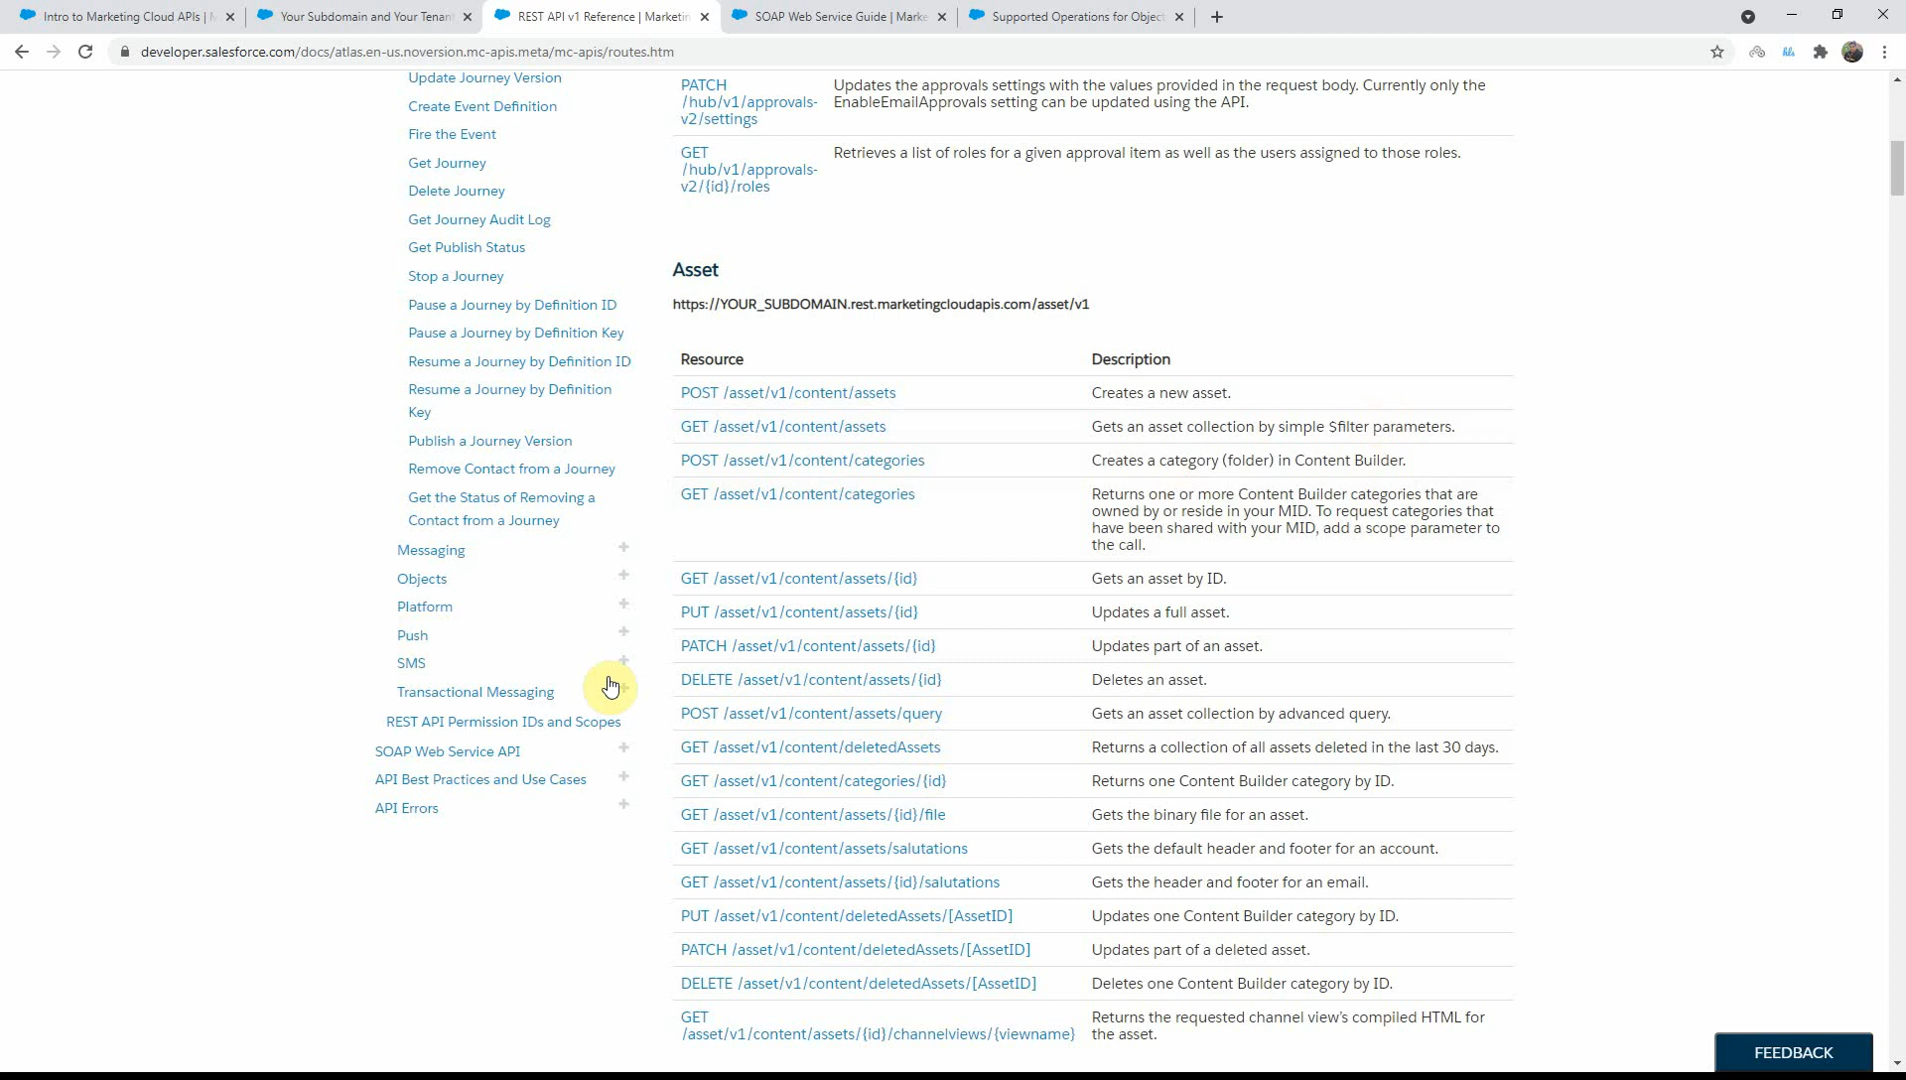 Intro to Marketing Cloud APIs |
Your Subdomain and Your Tenant
REST API v1 Reference | Marketin
SOAP Web Service Guide | Marke
Supported Operations for Object
developer.salesforce.com/docs/atlas.en-us.noversion.mc-apis.meta/mc-apis/routes.htm
Update Journey Version
Create Event Definition
Fire the Event
Get Journey
Delete Journey
Get Journey Audit Log
Get Publish Status
Stop a Journey
Pause a Journey by Definition ID
Pause a Journey by Definition Key
Resume a Journey by Definition ID
Resume a Journey by Definition
Key
Publish a Journey Version
Remove Contact from a Journey
Get the Status of Removing a
Contact from a Journey
Messaging
Objects
Platform
Push
SMS
Transactional Messaging
REST API Permission IDs and Scopes
SOAP Web Service API
API Best Practices and Use Cases
API Errors
PATCH
/hub/v1/approvals-
v2/settings
Updates the approvals settings with the values provided in the request body. Currently only the
EnableEmailApprovals setting can be updated using the API.
GET
/hub/v1/approvals-
v2/{id}/roles
Retrieves a list of roles for a given approval item as well as the users assigned to those roles.
Asset
https://YOUR_SUBDOMAIN.rest.marketingcloudapis.com/asset/v1
Resource Description
POST /asset/v1/content/assets Creates a new asset.
GET /asset/v1/content/assets Gets an asset collection by simple $filter parameters.
POST /asset/v1/content/categories Creates a category (folder) in Content Builder.
GET /asset/v1/content/categories Returns one or more Content Builder categories that are
owned by or reside in your MID. To request categories that
have been shared with your MID, add a scope parameter to
the call.
GET /asset/v1/content/assets/{id} Gets an asset by ID.
PUT /asset/v1/content/assets/{id} Updates a full asset.
PATCH /asset/v1/content/assets/{id} Updates part of an asset.
DELETE /asset/v1/content/assets/{id} Deletes an asset.
POST /asset/v1/content/assets/query Gets an asset collection by advanced query.
GET /asset/v1/content/deletedAssets Returns a collection of all assets deleted in the last 30 days.
GET /asset/v1/content/categories/{id} Returns one Content Builder category by ID.
GET /asset/v1/content/assets/{id}/file Gets the binary file for an asset.
GET /asset/v1/content/assets/salutations Gets the default header and footer for an account.
GET /asset/v1/content/assets/{id}/salutations Gets the header and footer for an email.
PUT /asset/v1/content/deletedAssets/[AssetID] Updates one Content Builder category by ID.
PATCH /asset/v1/content/deletedAssets/[AssetID] Updates part of a deleted asset.
DELETE /asset/v1/content/deletedAssets/[AssetID] Deletes one Content Builder category by ID.
GET
/asset/v1/content/assets/{id}/channelviews/{viewname}
Returns the requested channel view's compiled HTML for
the asset.
FEEDBACK